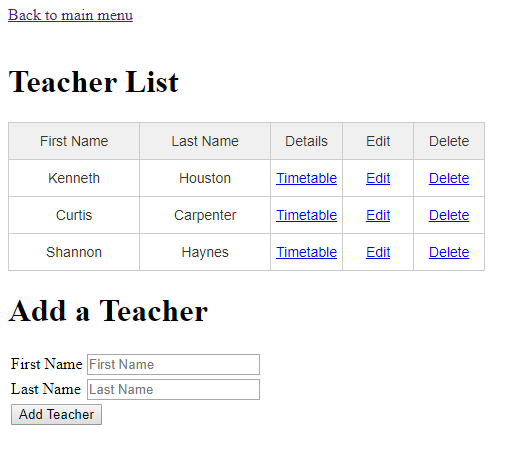 Back to main menu
Teacher List
First Name Last Name Details Edit Delete
Kenneth Houston Timetable Edit Delete
Curtis Carpenter Timetable Edit Delete
Shannon Haynes Timetable Edit Delete
Add a Teacher
First Name First Name
Last Name Last Name
Add Teacher